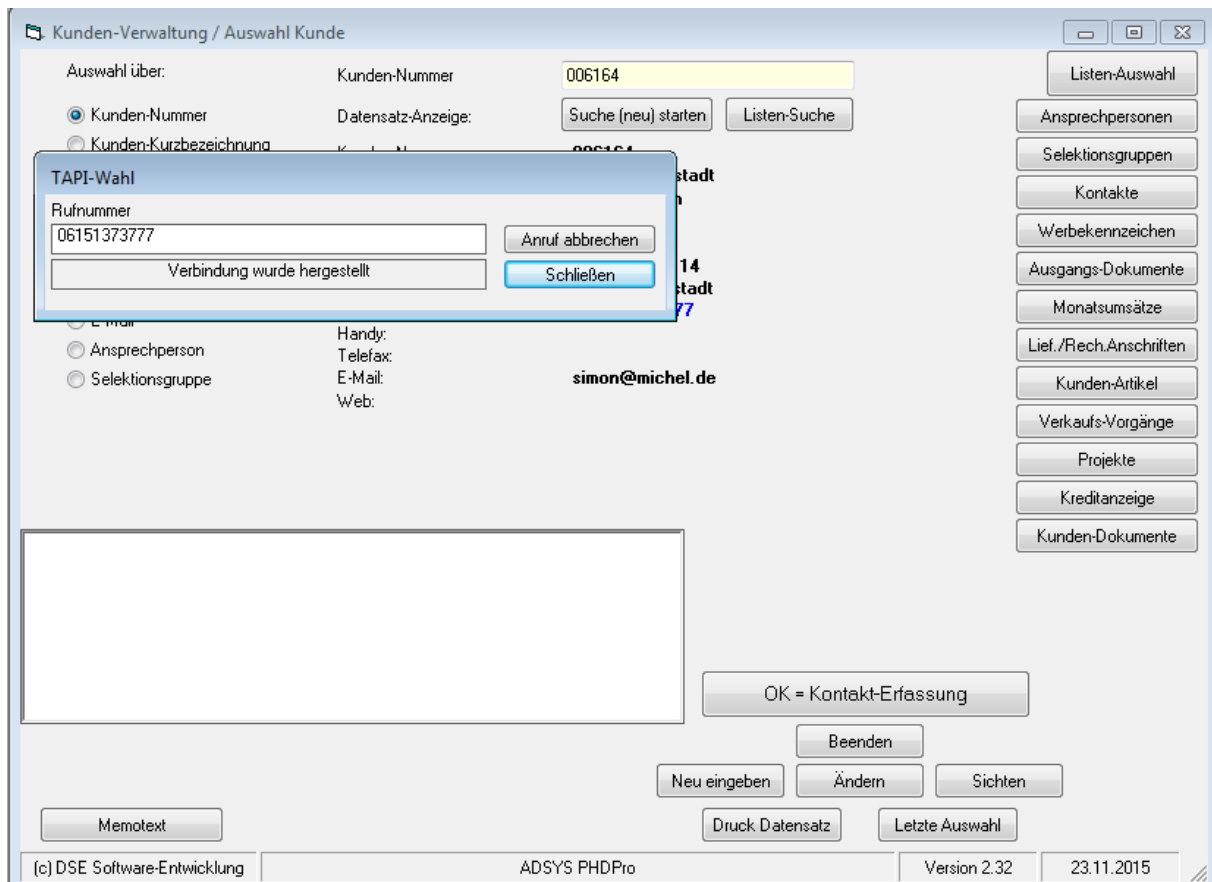 Kunden-Verwaltung / Auswahl Kunde
Auswahl über:
Kunden-Nummer
006164
Listen-Auswahl
Kunden-Nummer
Datensatz-Anzeige:
Suche (neu) starten
Listen-Suche
Ansprechpersonen
Kunden-Kurzbezeichnung
006164
Selektionsgruppen
TAPI-Wahl
stadt
Kontakte
Rufnummer
06151373777
Anruf abbrechen
Werbekennzeichen
Verbindung wurde hergestellt
Schließen
14
Ausgangs-Dokumente
stadt
77
Monatsumsätze
E-Mail
Handy:
Ansprechperson
Telefax:
Lief./Rech.Anschriften
Selektionsgruppe
E-Mail:
simon@michel.de
Kunden-Artikel
Web:
Verkaufs-Vorgänge
Projekte
Kreditanzeige
Kunden-Dokumente
OK = Kontakt-Erfassung
Beenden
Neu eingeben
Ändern
Sichten
Memotext
Druck Datensatz
Letzte Auswahl
(c) DSE Software-Entwicklung
ADSYS PHDPro
Version 2.32
23.11.2015